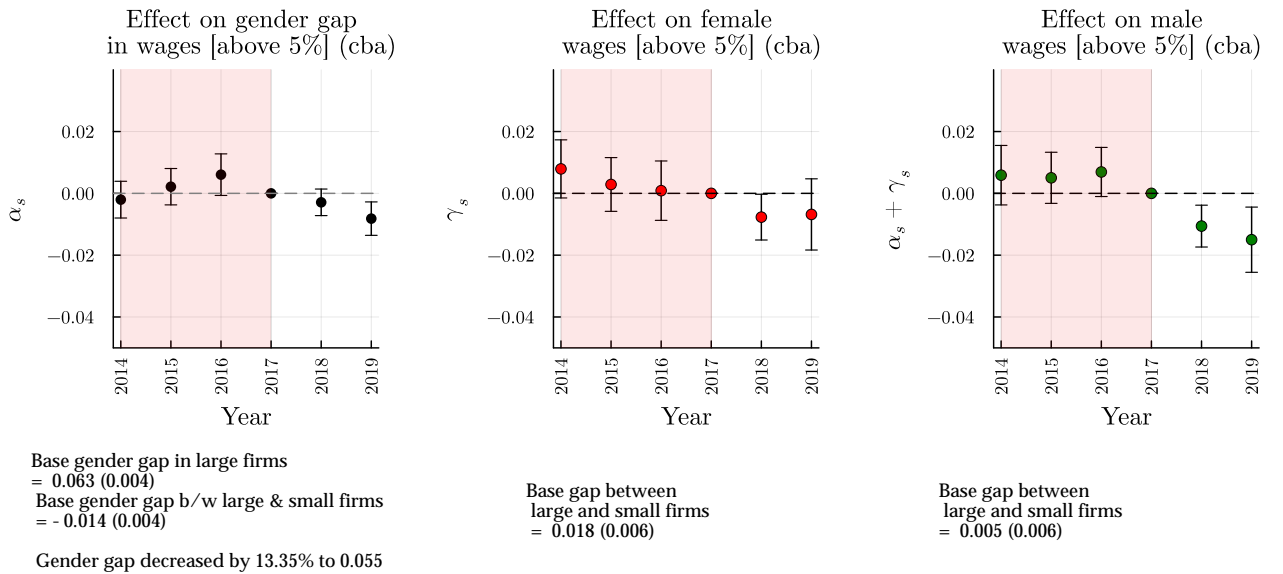 Effect on gender gap
in wages [above 5%] (cba)
0.02
0.00
−0.02
−0.04
α_s
2014
2015
2016
2017
2018
2019
Year
Base gender gap in large firms
= 0.063 (0.004)
Base gender gap b/w large & small firms
= - 0.014 (0.004)
Gender gap decreased by 13.35% to 0.055
Effect on female
wages [above 5%] (cba)
0.02
0.00
−0.02
−0.04
γ_s
2014
2015
2016
2017
2018
2019
Year
Base gap between
large and small firms
= 0.018 (0.006)
Effect on male
wages [above 5%] (cba)
0.02
0.00
−0.02
−0.04
α_s + γ_s
2014
2015
2016
2017
2018
2019
Year
Base gap between
large and small firms
= 0.005 (0.006)